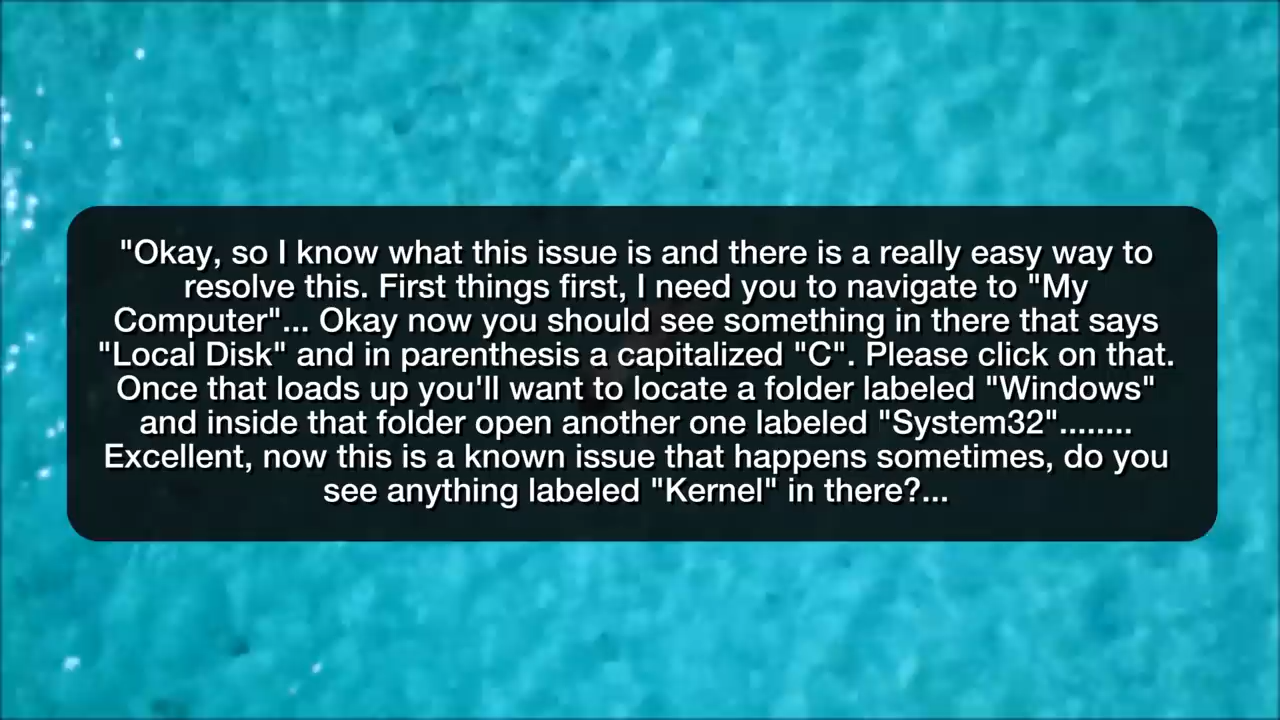 "Okay, so I know what this issue is and there is a really easy way to
resolve this. First things first, I need you to navigate to "My
Computer"... Okay now you should see something in there that says
"Local Disk" and in parenthesis a capitalized "C". Please click on that.
Once that loads up you'll want to locate a folder labeled "Windows"
and inside that folder open another one labeled "System32"........
Excellent, now this is a known issue that happens sometimes, do you
see anything labeled "Kernel" in there?...